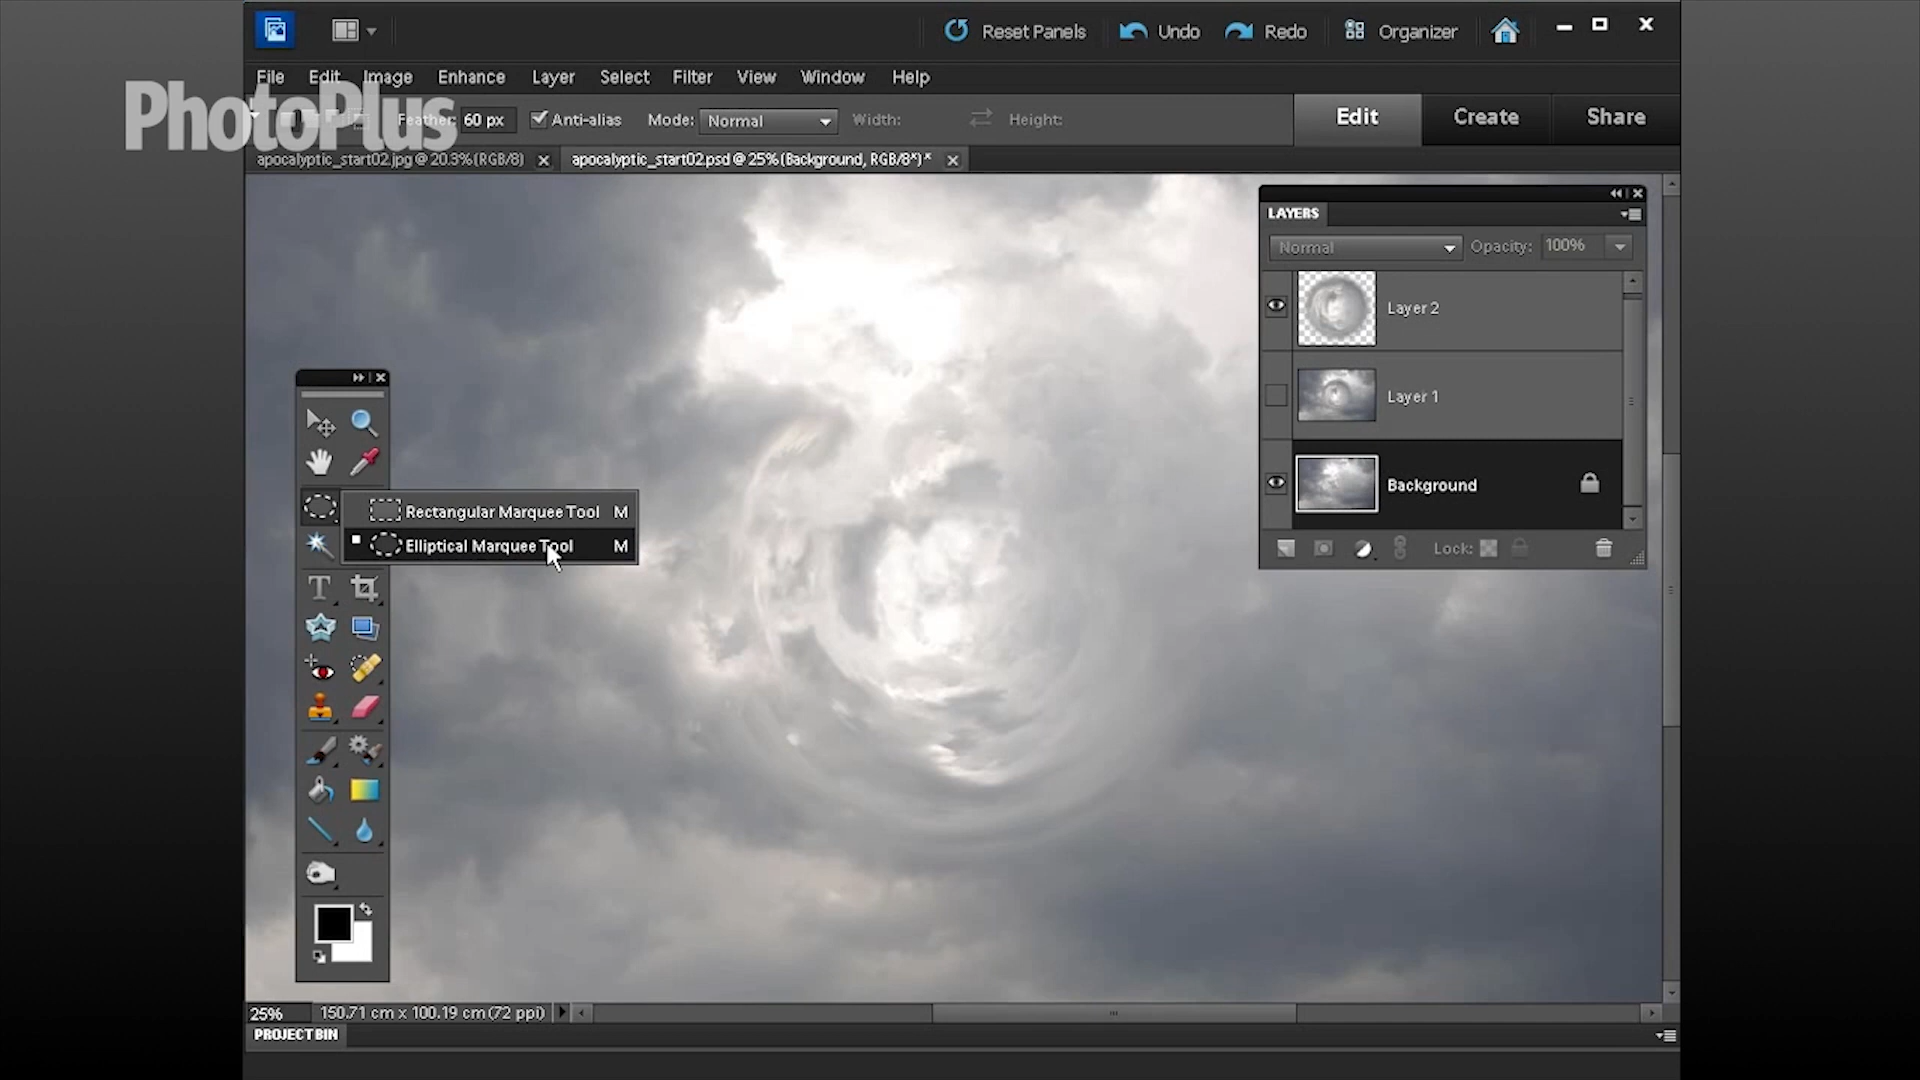 Reset Panels Undo Redo Organizer
File Edit Image Enhance Layer Select Filter View Window Help
PhotoPlus
Feather: 60 px Anti-alias Mode: Normal Width: Height: Edit Create Share
apocalyptic_start02.jpg @ 20.3% (RGB/8) apocalyptic_start02.psd @ 25% (Background, RGB/8*) *
LAYERS
Normal Opacity: 100%
Layer 2
Layer 1
Background
Lock:
Rectangular Marquee Tool M
Elliptical Marquee Tool M
T
25% 150.71 cm x 100.19 cm (72 ppi)
PROJECT BIN